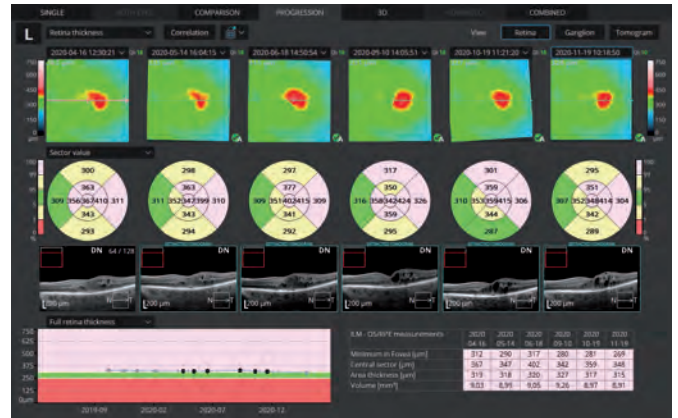 SINGLE COMPARISON PROGRESSION 3D COMBINED
L Retina thickness Correlation View Retina Ganglion Tomogram
2020-04-16 12:30:21 2020-05-14 16:04:15 2020-06-18 14:50:54 2020-09-10 14:05:51 2020-10-19 11:21:20 2020-11-19 10:18:50
Sector value
300 298 297 317 301 295
363 363 377 350 359 351
309 356 367 410 311 311 352 347 399 310 309 351 402 415 309 316 358 342 424 326 310 353 359 415 306 307 352 348 414 304
343 343 341 359 344 342
293 294 292 295 287 289
DN 64 / 128 DN DN DN DN DN
200 µm N T 200 µm N T 200 µm N T 200 µm N T 200 µm N T 200 µm N T
Full retina thickness
750
625
500
375
250
125
0µm
2019-09 2020-02 2020-07 2020-12
ILM - OS/RPE measurements 2020 04-16 2020 05-14 2020 06-18 2020 09-10 2020 10-19 2020 11-19
Minimum in Fovea [µm] 312 290 317 280 281 269
Central sector [µm] 367 347 402 342 359 348
Area thickness [µm] 319 318 320 327 317 315
Volume [mm³] 9,03 8,99 9,05 9,26 8,97 8,91